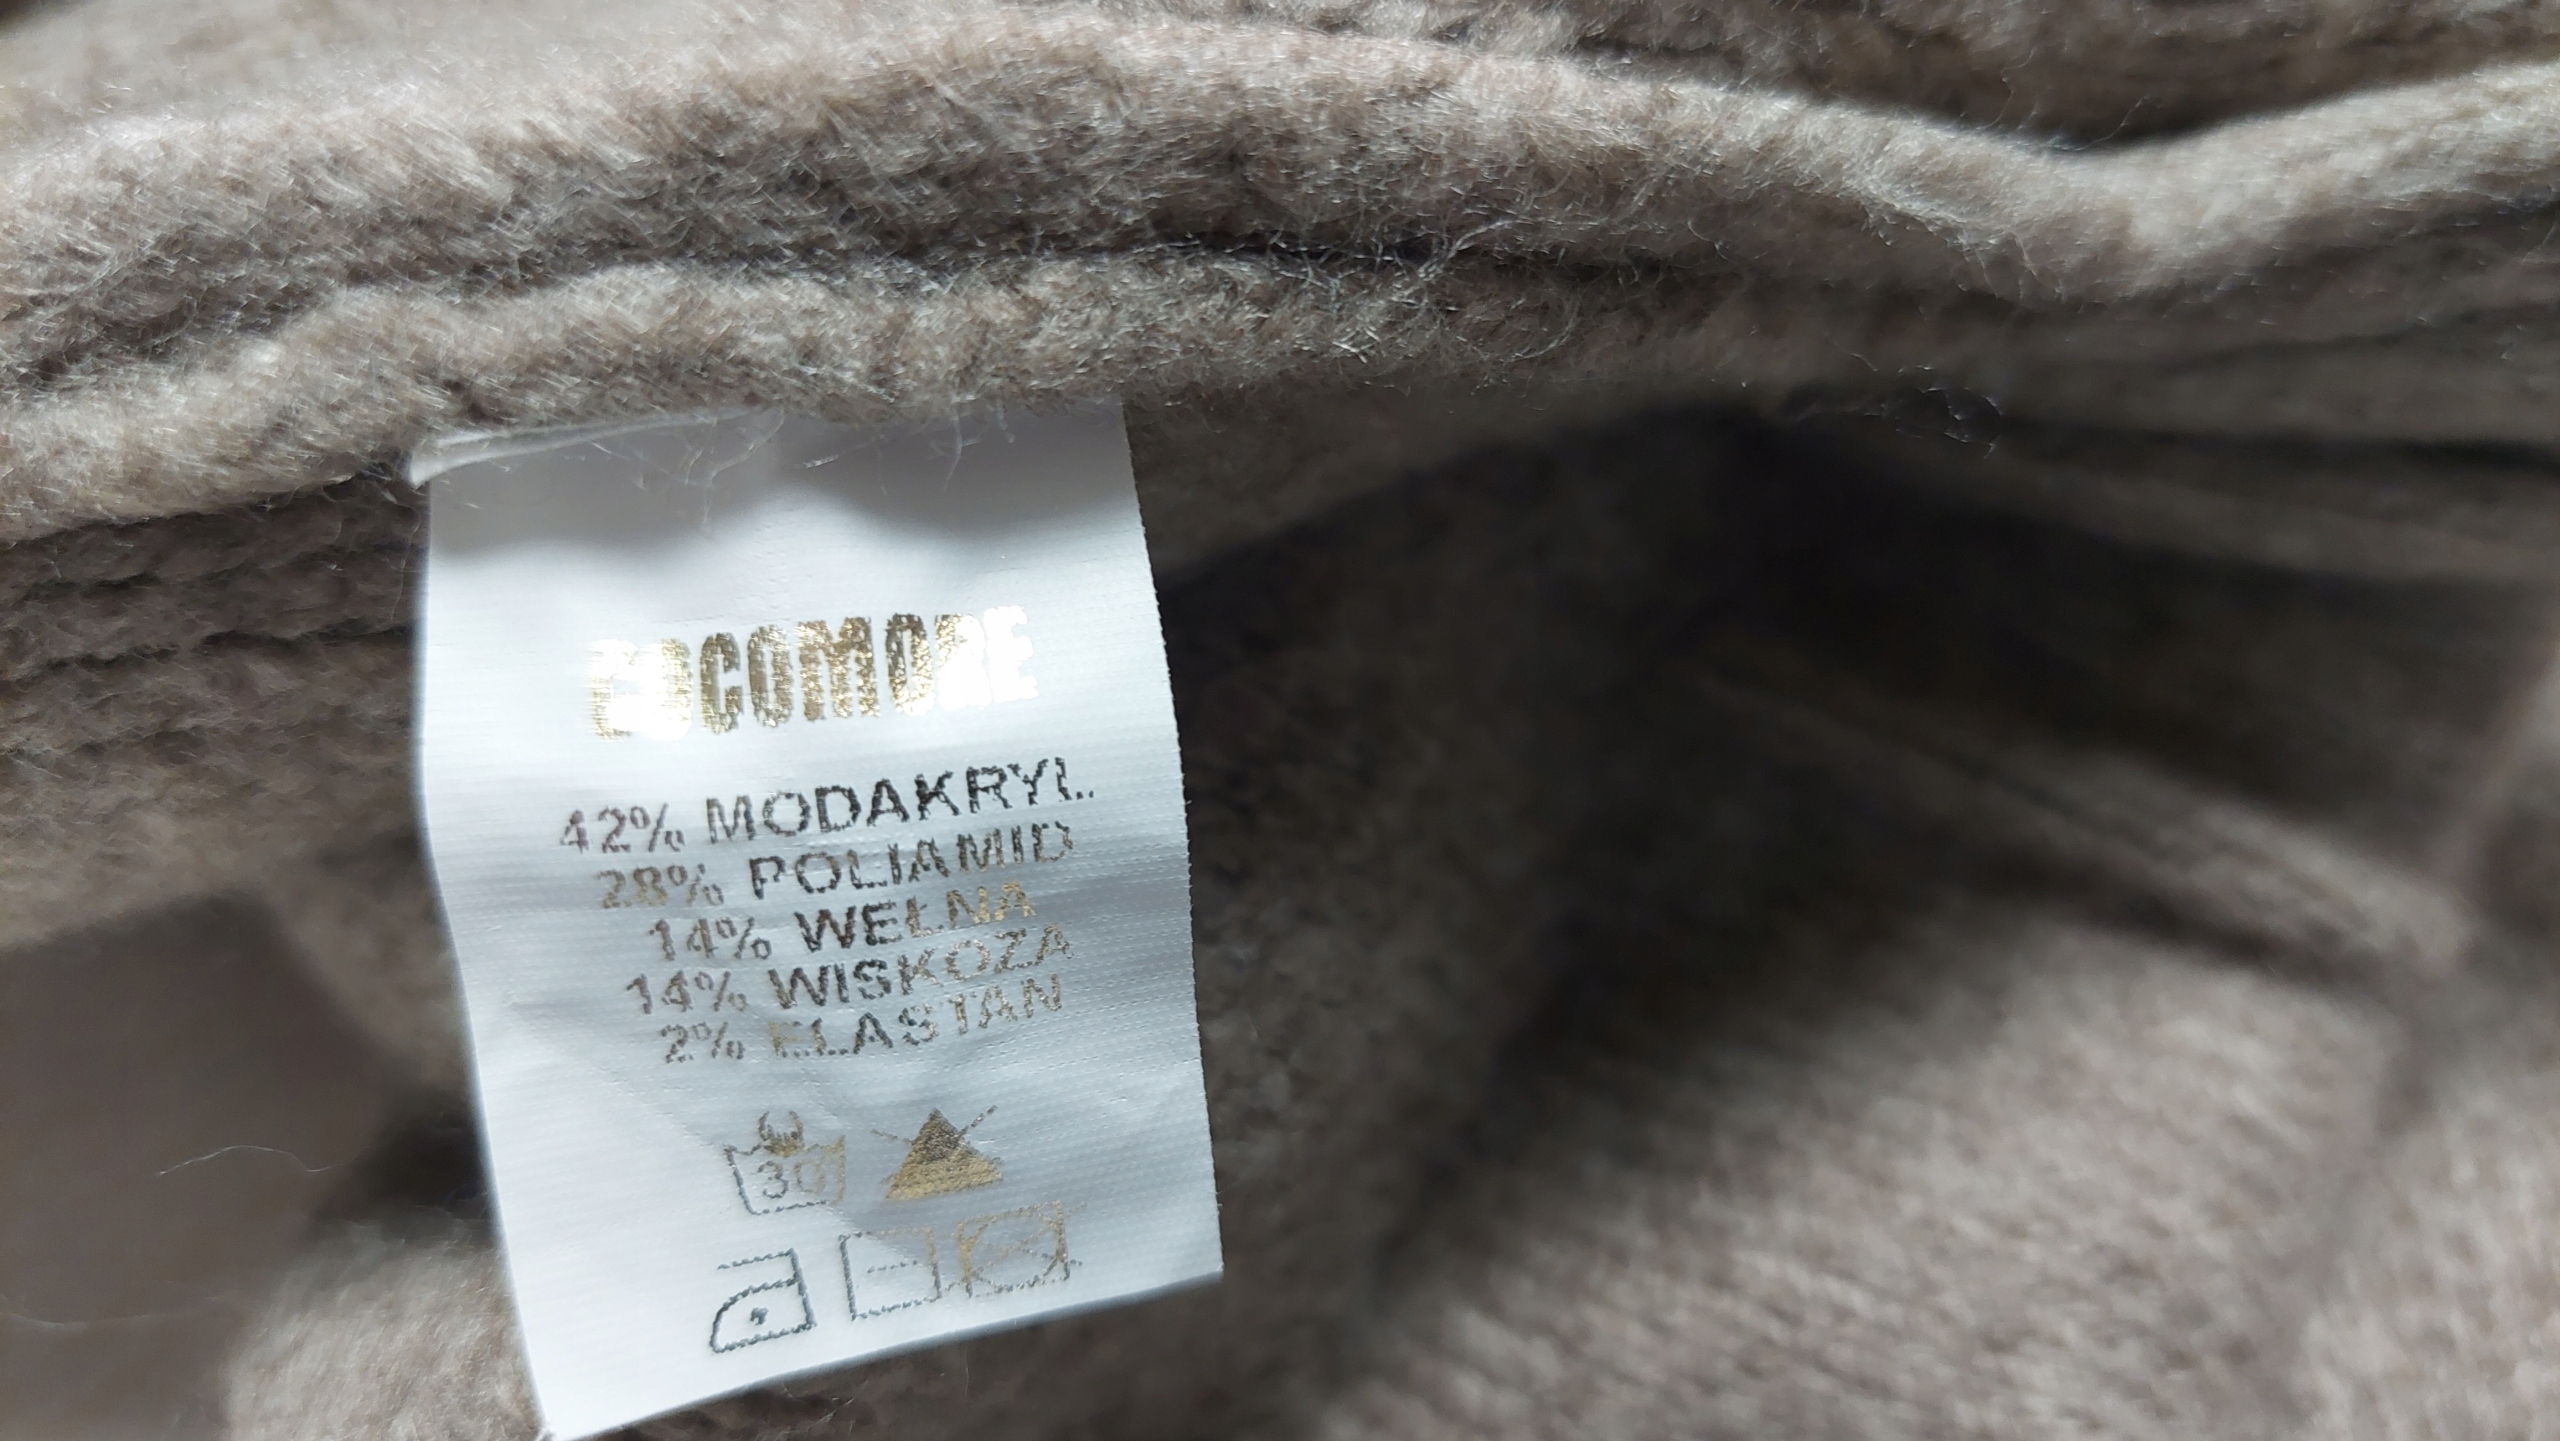 COCOMORE
42% MODAKRYL
28% POLIAMID
14% WEŁNA
14% WISKOZA
2% ELASTAN
30